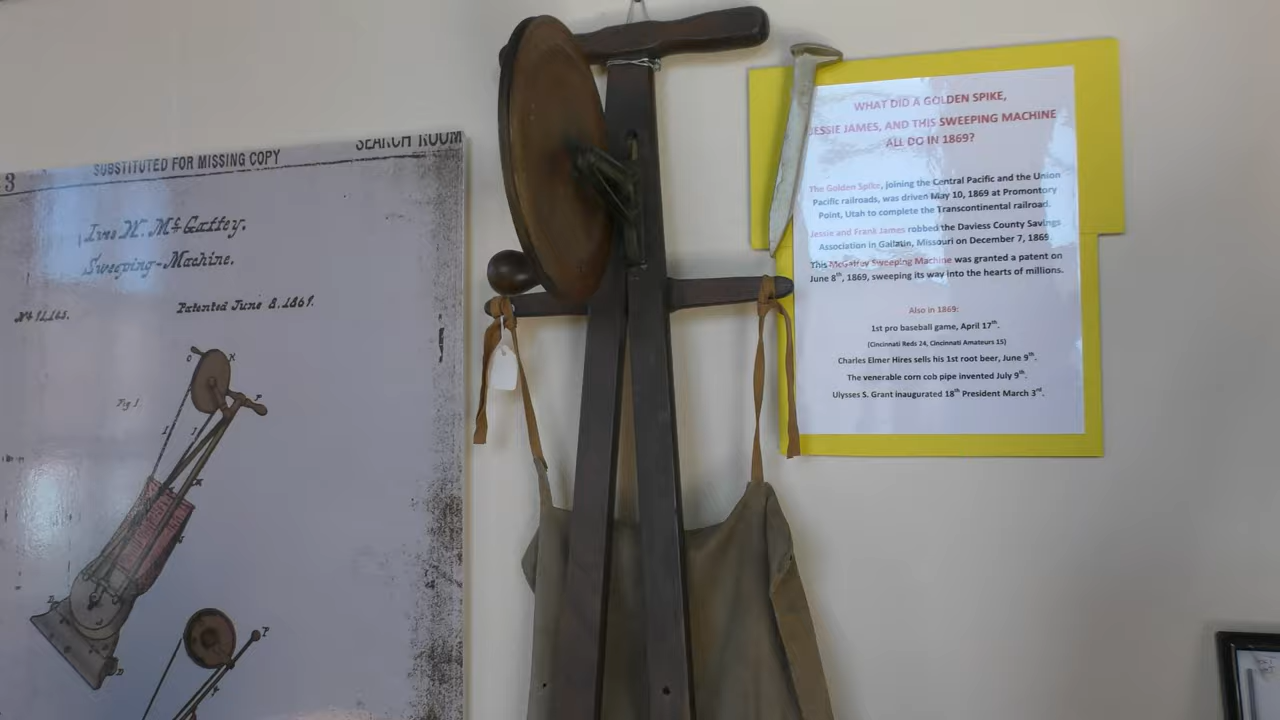 SEARCH ROOM
3
SUBSTITUTED FOR MISSING COPY
Ives W. McGaffey.
Sweeping-Machine.
Patented June 8. 1869.
Fig 1.
WHAT DID A GOLDEN SPIKE,
JESSIE JAMES, AND THIS SWEEPING MACHINE
ALL DO IN 1869?
The Golden Spike, joining the Central Pacific and the Union
Pacific railroads, was driven May 10, 1869 at Promontory
Point, Utah to complete the Transcontinental railroad.
Jessie and Frank James robbed the Daviess County Savings
Association in Gallatin, Missouri on December 7, 1869.
This McGaffey Sweeping Machine was granted a patent on
June 8th, 1869, sweeping its way into the hearts of millions.
Also in 1869:
1st pro baseball game, April 17th.
(Cincinnati Reds 24, Cincinnati Amateurs 15)
Charles Elmer Hires sells his 1st root beer, June 9th.
The venerable corn cob pipe invented July 9th.
Ulysses S. Grant inaugurated 18th President March 3rd.